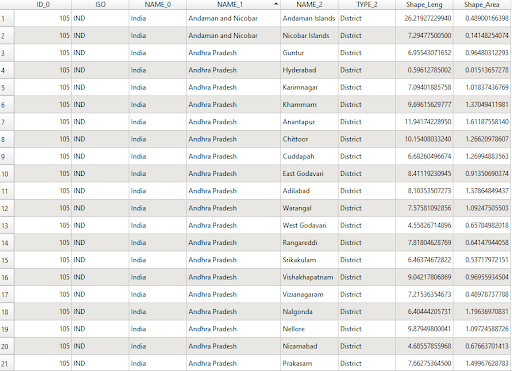 ID_0 ISO NAME_0 NAME_1 NAME_2 TYPE_2 Shape_Leng Shape_Area
1 105 IND India Andaman and Nicobar Andaman Islands District 26.21927229940 0.48900166398
2 105 IND India Andaman and Nicobar Nicobar Islands District 7.29477500500 0.14148254074
3 105 IND India Andhra Pradesh Guntur District 6.95543071652 0.96480312293
4 105 IND India Andhra Pradesh Hyderabad District 0.59612785002 0.01513657278
5 105 IND India Andhra Pradesh Karimnagar District 7.09401885758 1.01837436769
6 105 IND India Andhra Pradesh Khammam District 9.69615629777 1.37049411981
7 105 IND India Andhra Pradesh Anantapur District 11.94174228950 1.61187558140
8 105 IND India Andhra Pradesh Chittoor District 10.15408033240 1.26620978607
9 105 IND India Andhra Pradesh Cuddapah District 6.68260496674 1.26994883563
10 105 IND India Andhra Pradesh East Godavari District 8.41119230945 0.91350690374
11 105 IND India Andhra Pradesh Adilabad District 8.10353507273 1.37864849437
12 105 IND India Andhra Pradesh Warangal District 7.57581092856 1.09247505503
13 105 IND India Andhra Pradesh West Godavari District 4.55826714896 0.65784982018
14 105 IND India Andhra Pradesh Rangareddi District 7.81804628769 0.64147944058
15 105 IND India Andhra Pradesh Srikakulam District 6.46374672822 0.53717972151
16 105 IND India Andhra Pradesh Vishakhapatnam District 9.04217806869 0.96955934504
17 105 IND India Andhra Pradesh Vizianagaram District 7.21536354673 0.48978737788
18 105 IND India Andhra Pradesh Nalgonda District 6.40444205731 1.19636970831
19 105 IND India Andhra Pradesh Nellore District 9.87949800041 1.09724588726
20 105 IND India Andhra Pradesh Nizamabad District 4.68557855968 0.67663701413
21 105 IND India Andhra Pradesh Prakasam District 7.66275364500 1.49967628783